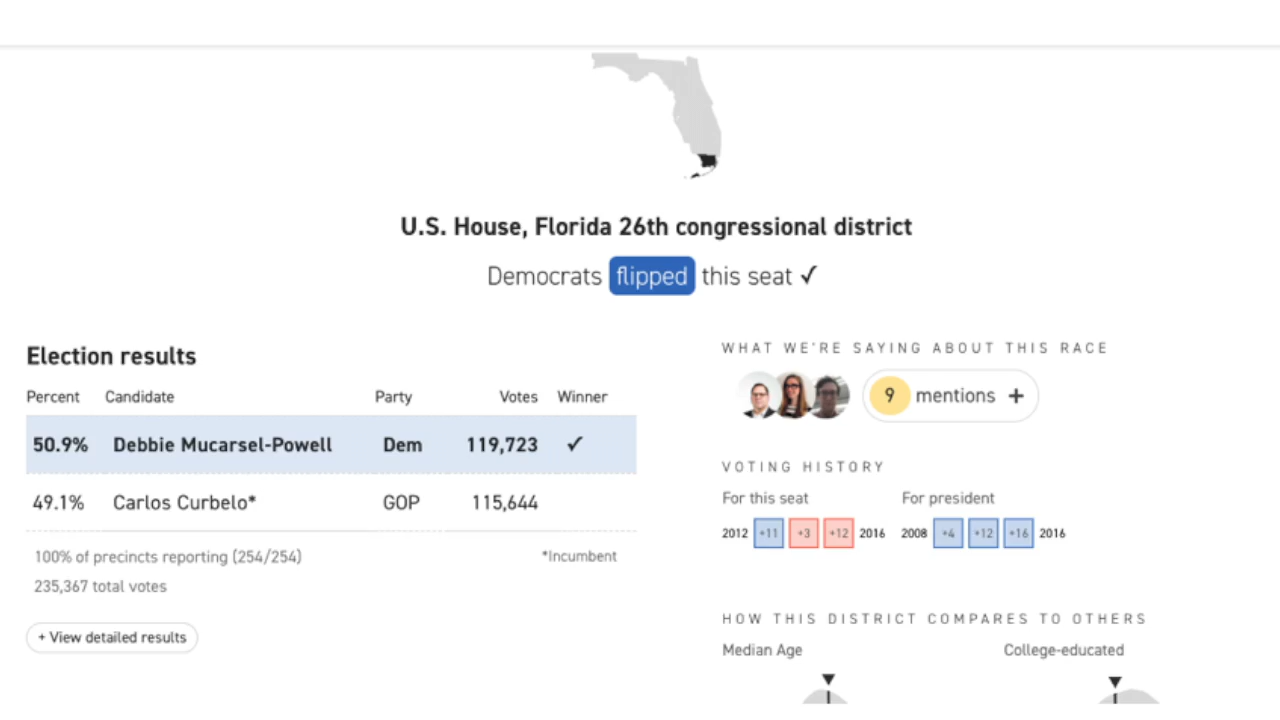 U.S. House, Florida 26th congressional district
Democrats flipped this seat ✓
Election results
Percent Candidate Party Votes Winner
50.9% Debbie Mucarsel-Powell Dem 119,723 ✓
49.1% Carlos Curbelo* GOP 115,644
100% of precincts reporting (254/254) *Incumbent
235,367 total votes
+ View detailed results
WHAT WE'RE SAYING ABOUT THIS RACE
9 mentions +
VOTING HISTORY
For this seat For president
2012 +11 +3 +12 2016 2008 +4 +12 +16 2016
HOW THIS DISTRICT COMPARES TO OTHERS
Median Age College-educated